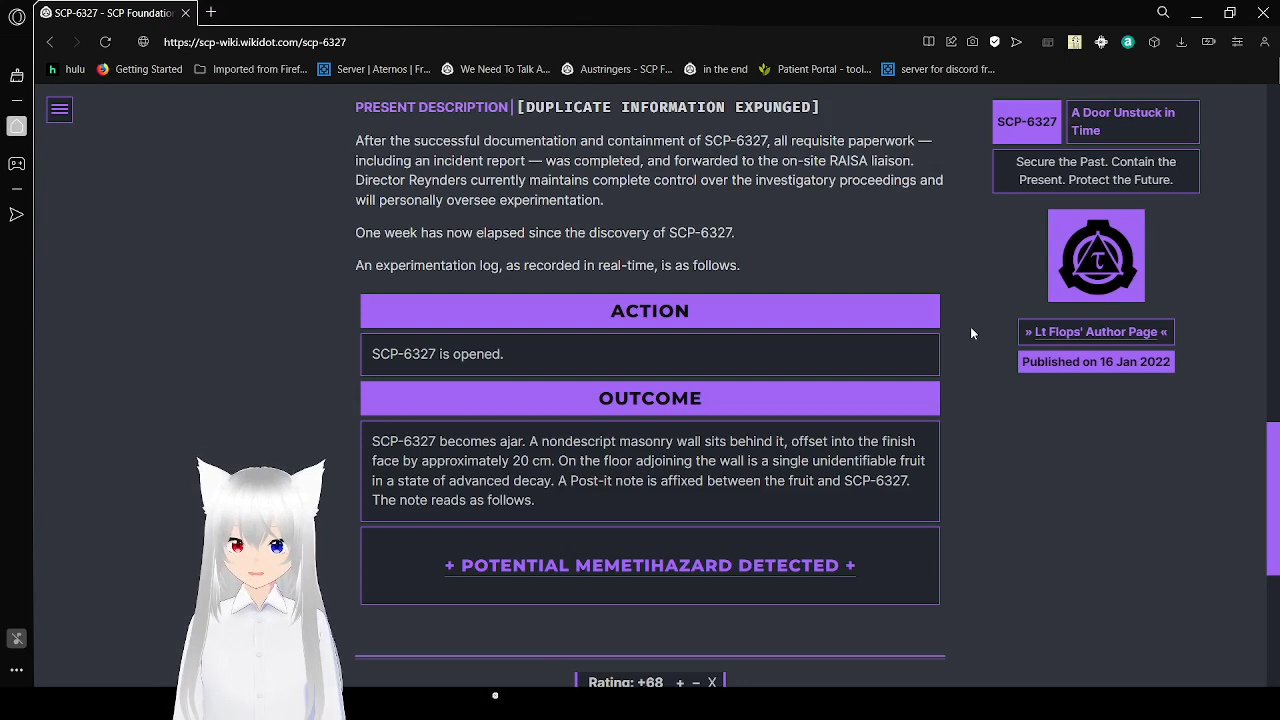 SCP-6327 - SCP Foundation
https://scp-wiki.wikidot.com/scp-6327
hulu
Getting Started
Imported from Firef...
Server | Aternos | Fr...
We Need To Talk A...
Austringers - SCP F...
in the end
Patient Portal - tool...
server for discord fr...
PRESENT DESCRIPTION | [DUPLICATE INFORMATION EXPUNGED]
After the successful documentation and containment of SCP-6327, all requisite paperwork —
including an incident report — was completed, and forwarded to the on-site RAISA liaison.
Director Reynders currently maintains complete control over the investigatory proceedings and
will personally oversee experimentation.
One week has now elapsed since the discovery of SCP-6327.
An experimentation log, as recorded in real-time, is as follows.
ACTION
SCP-6327 is opened.
OUTCOME
SCP-6327 becomes ajar. A nondescript masonry wall sits behind it, offset into the finish
face by approximately 20 cm. On the floor adjoining the wall is a single unidentifiable fruit
in a state of advanced decay. A Post-it note is affixed between the fruit and SCP-6327.
The note reads as follows.
+ POTENTIAL MEMETIHAZARD DETECTED +
Rating: +68 + − X
SCP-6327
A Door Unstuck in
Time
Secure the Past. Contain the
Present. Protect the Future.
τ
» Lt Flops' Author Page «
Published on 16 Jan 2022